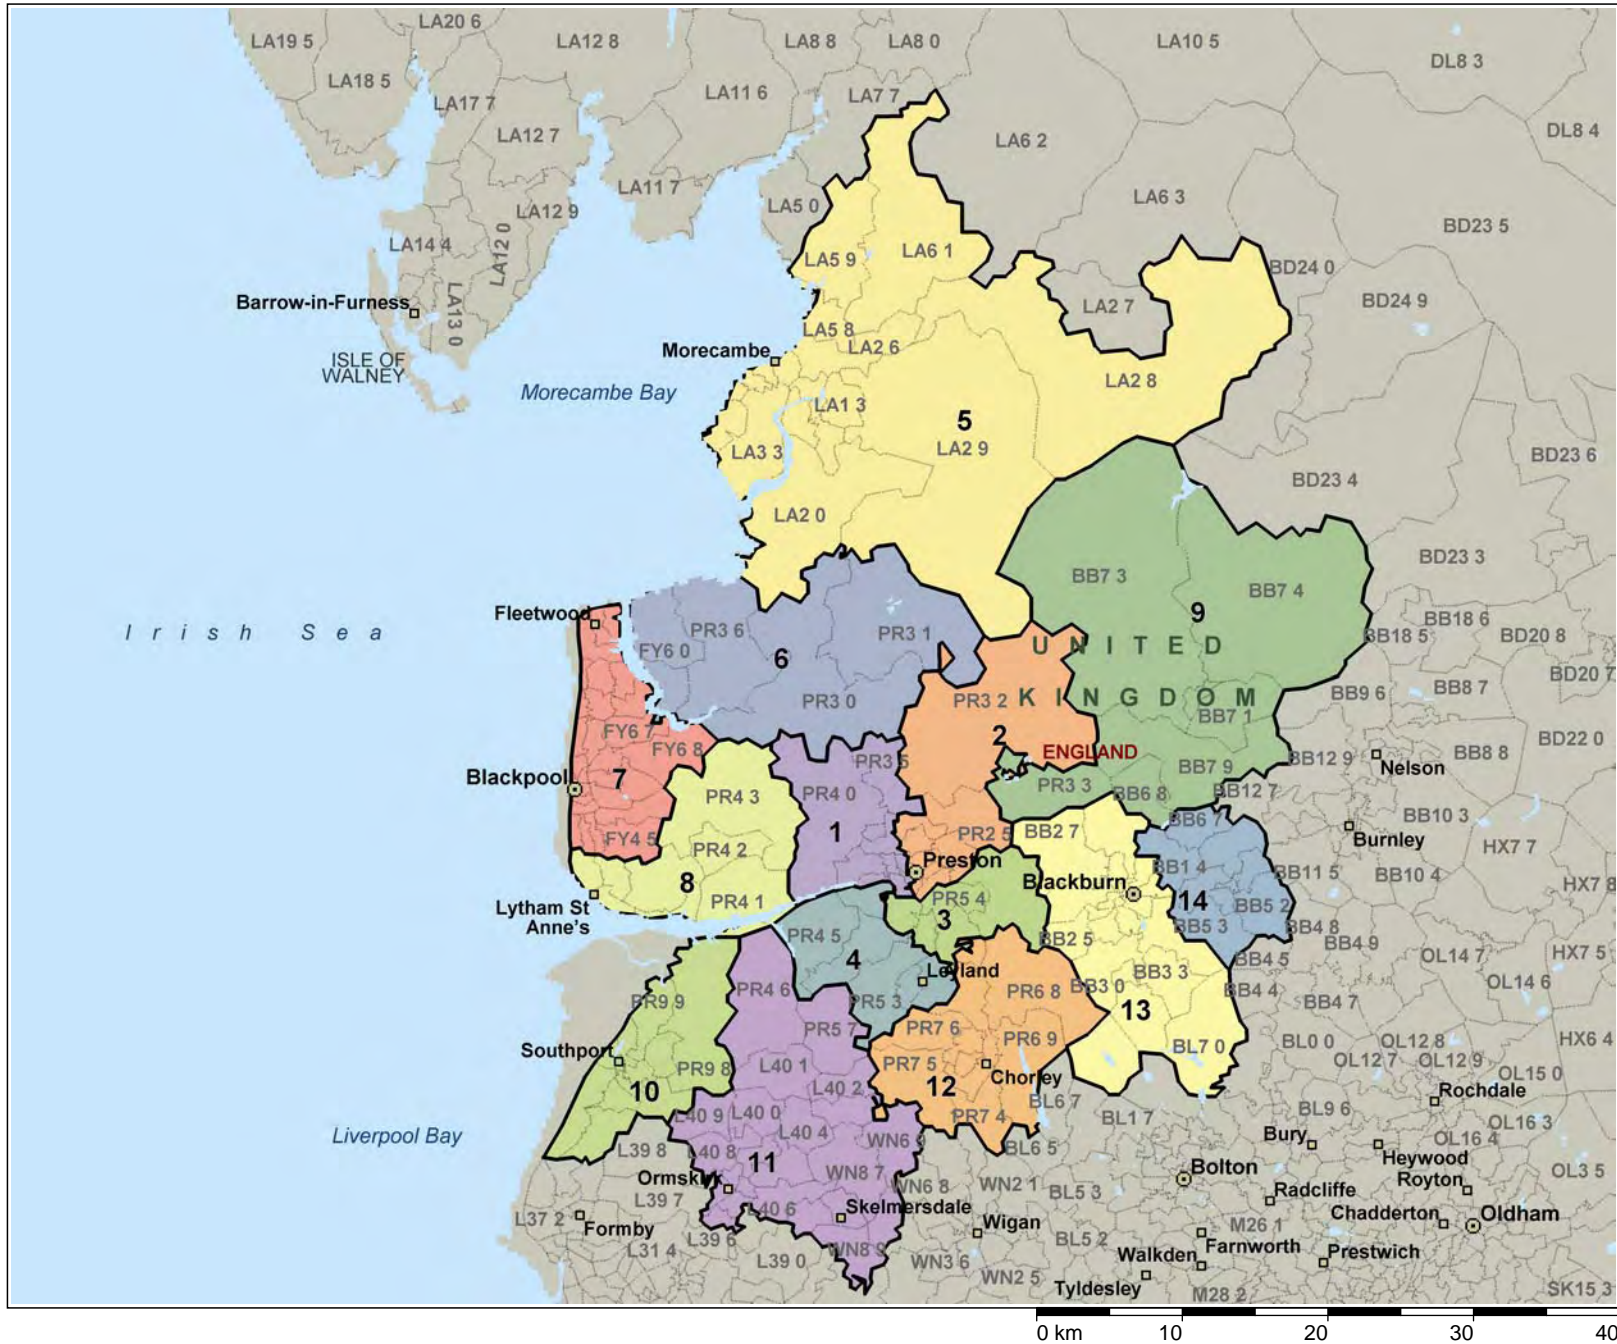 LA20 6
LA19 5
LA12 8
LA8 8
LA8 0
LA10 5
DL8 3
LA18 5
LA17 7
LA11 6
LA7 7
LA12 7
LA6 2
DL8 4
LA11 7
LA6 3
LA5 0
LA12 9
BD23 5
LA14 4
LA12 0
LA6 1
LA5 9
BD24 0
Barrow-in-Furness
LA13 0
LA2 7
BD24 9
LA5 8
LA2 6
Morecambe
ISLE OF
WALNEY
Morecambe Bay
LA2 8
LA1 3
5
LA2 9
LA3 3
BD23 6
BD23 4
LA2 0
BD23 3
BB7 3
BB7 4
9
Fleetwood
PR3 6
PR3 1
BB18 6
BB18 5
BD20 8
Irish Sea
FY6 0
6
UNITED
BD20 7
PR3 0
PR3 2
KINGDOM
BB9 6
BB8 7
BB7 1
FY6 7
FY6 8
2
ENGLAND
BD22 0
PR3 5
BB12 9
Nelson
BB8 8
Blackpool
7
PR4 3
PR4 0
PR3 3
BB7 9
BB6 8
BB12 7
FY4 5
PR4 2
1
PR2 5
BB2 7
BB6 7
BB10 3
Burnley
HX7 7
Preston
BB1 4
BB11 5
BB10 4
8
Blackburn
HX7 8
Lytham St
Anne's
PR4 1
PR5 4
3
14
BB5 2
BB5 3
BB4 8
PR4 5
BB2 5
BB4 9
4
BB4 5
OL14 7
HX7 5
Leyland
BB3 3
PR4 6
PR6 8
BB3 0
BB4 4
OL14 6
PR9 9
PR5 3
13
BB4 7
PR5 7
PR7 6
PR6 9
BL7 0
BL0 0
OL12 8
HX6 4
Southport
PR9 8
L40 1
PR7 5
Chorley
OL12 7
OL12 9
OL15 0
10
L40 2
12
Rochdale
L40 9
L40 0
PR7 4
BL6 7
BL1 7
BL9 6
Liverpool Bay
L40 4
WN6 9
BL6 5
Bury
OL16 4
OL16 3
L39 8
L40 8
11
WN8 7
Heywood
Bolton
Royton
OL3 5
Ormskirk
WN6 8
WN2 1
BL5 3
Radcliffe
L39 7
L40 6
Skelmersdale
Chadderton
Oldham
L37 2
Formby
Wigan
BL5 2
M26 1
L39 6
L31 4
WN8 9
Walkden
Farnworth
Prestwich
L39 0
WN3 6
WN2 5
Tyldesley
M28 2
SK15 3
0 km
10
20
30
40